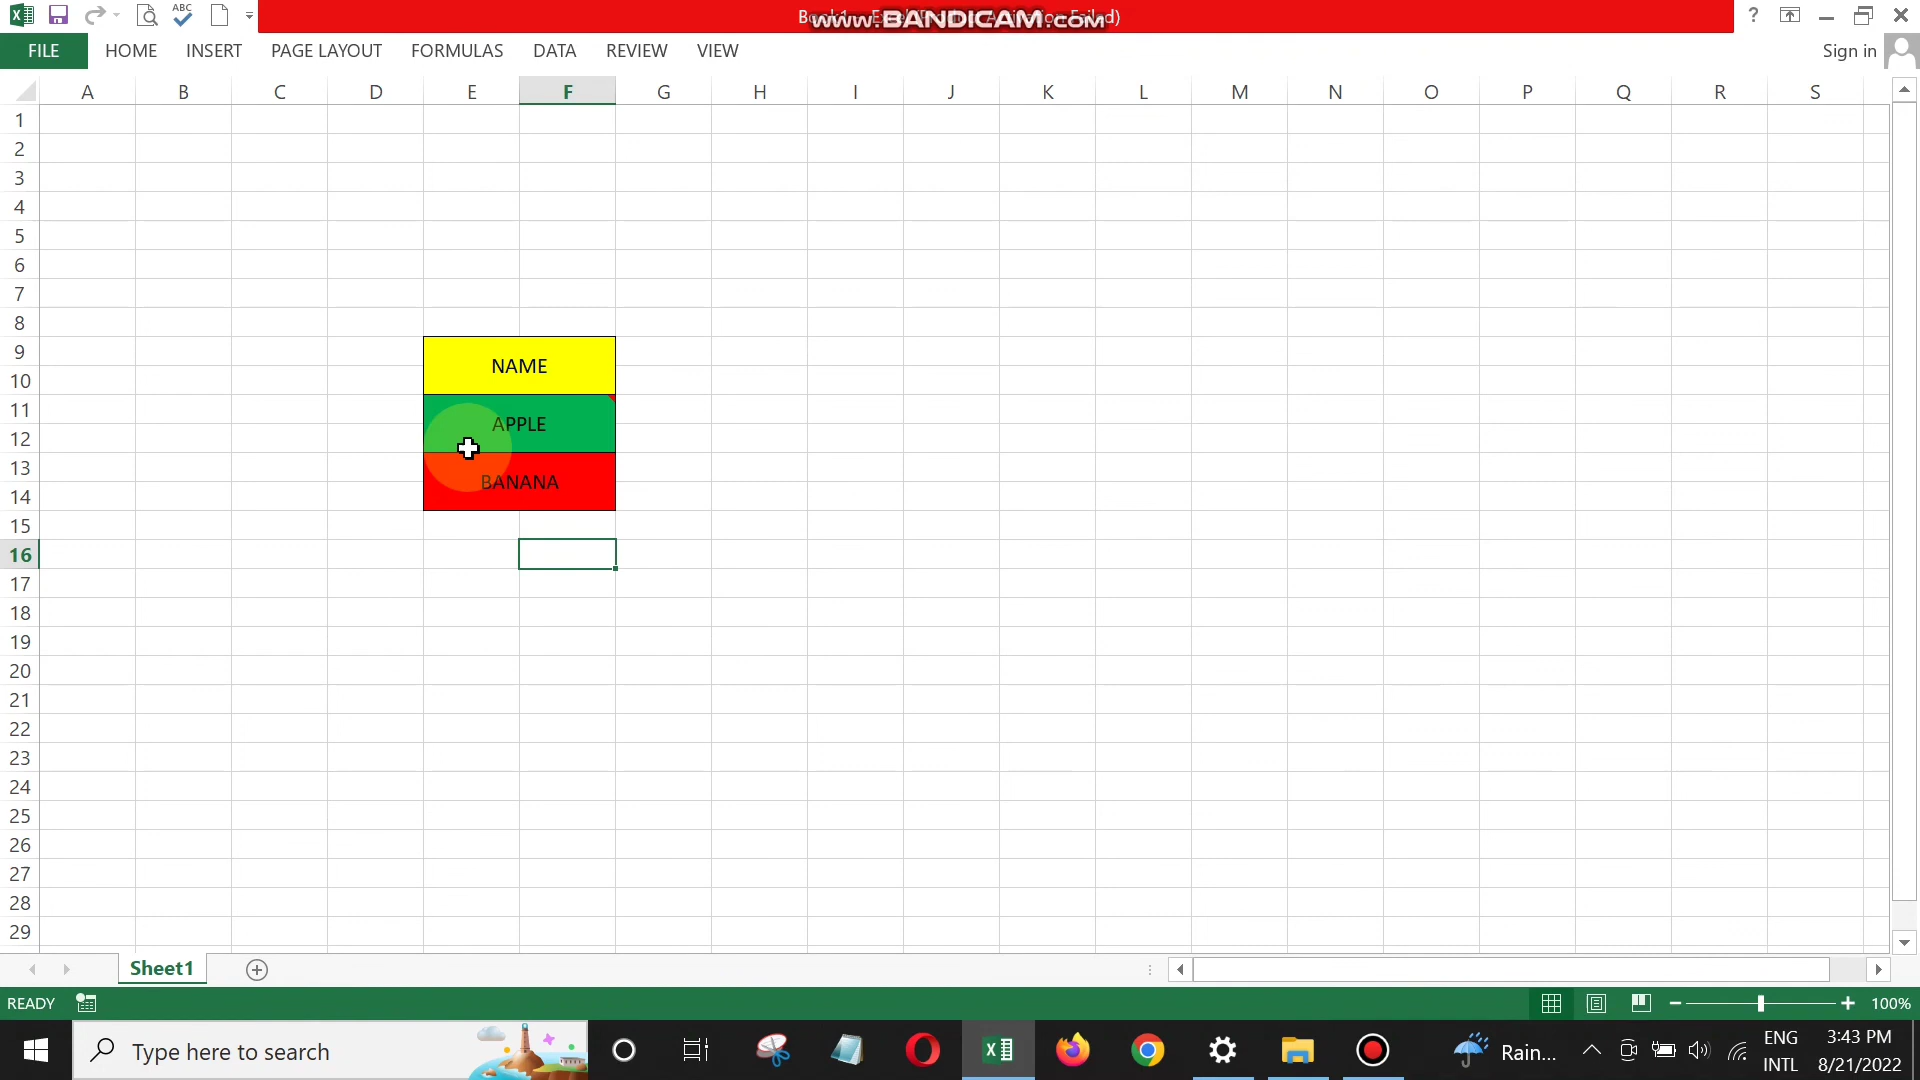 www.BANDICAM.com
FILE HOME INSERT PAGE LAYOUT FORMULAS DATA REVIEW VIEW Sign in
A B C D E F G H I J K L M N O P Q R S
1
2
3
4
5
6
7
8
9
10
11
12
13
14
15
16
17
18
19
20
21
22
23
24
25
26
27
28
29
NAME
APPLE
BANANA
Sheet1
READY 100%
Type here to search
Rain...
ENG
INTL
3:43 PM
8/21/2022